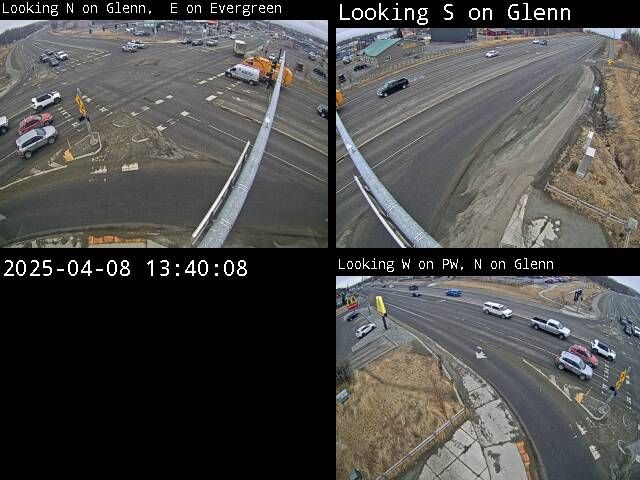 Looking N on Glenn,  E on Evergreen
Looking S on Glenn
2025-04-08 13:40:08
Looking W on PW, N on Glenn